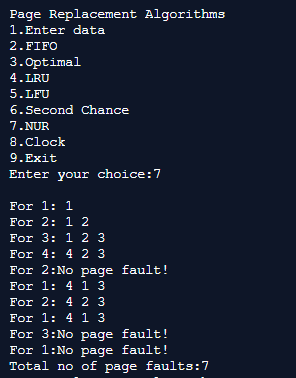 Page Replacement Algorithms
1.Enter data
2.FIFO
3.Optimal
4.LRU
5.LFU
6.Second Chance
7.NUR
8.Clock
9.Exit
Enter your choice:7
For 1: 1
For 2: 1 2
For 3: 1 2 3
For 4: 4 2 3
For 2:No page fault!
For 1: 4 1 3
For 2: 4 2 3
For 1: 4 1 3
For 3:No page fault!
For 1:No page fault!
Total no of page faults:7